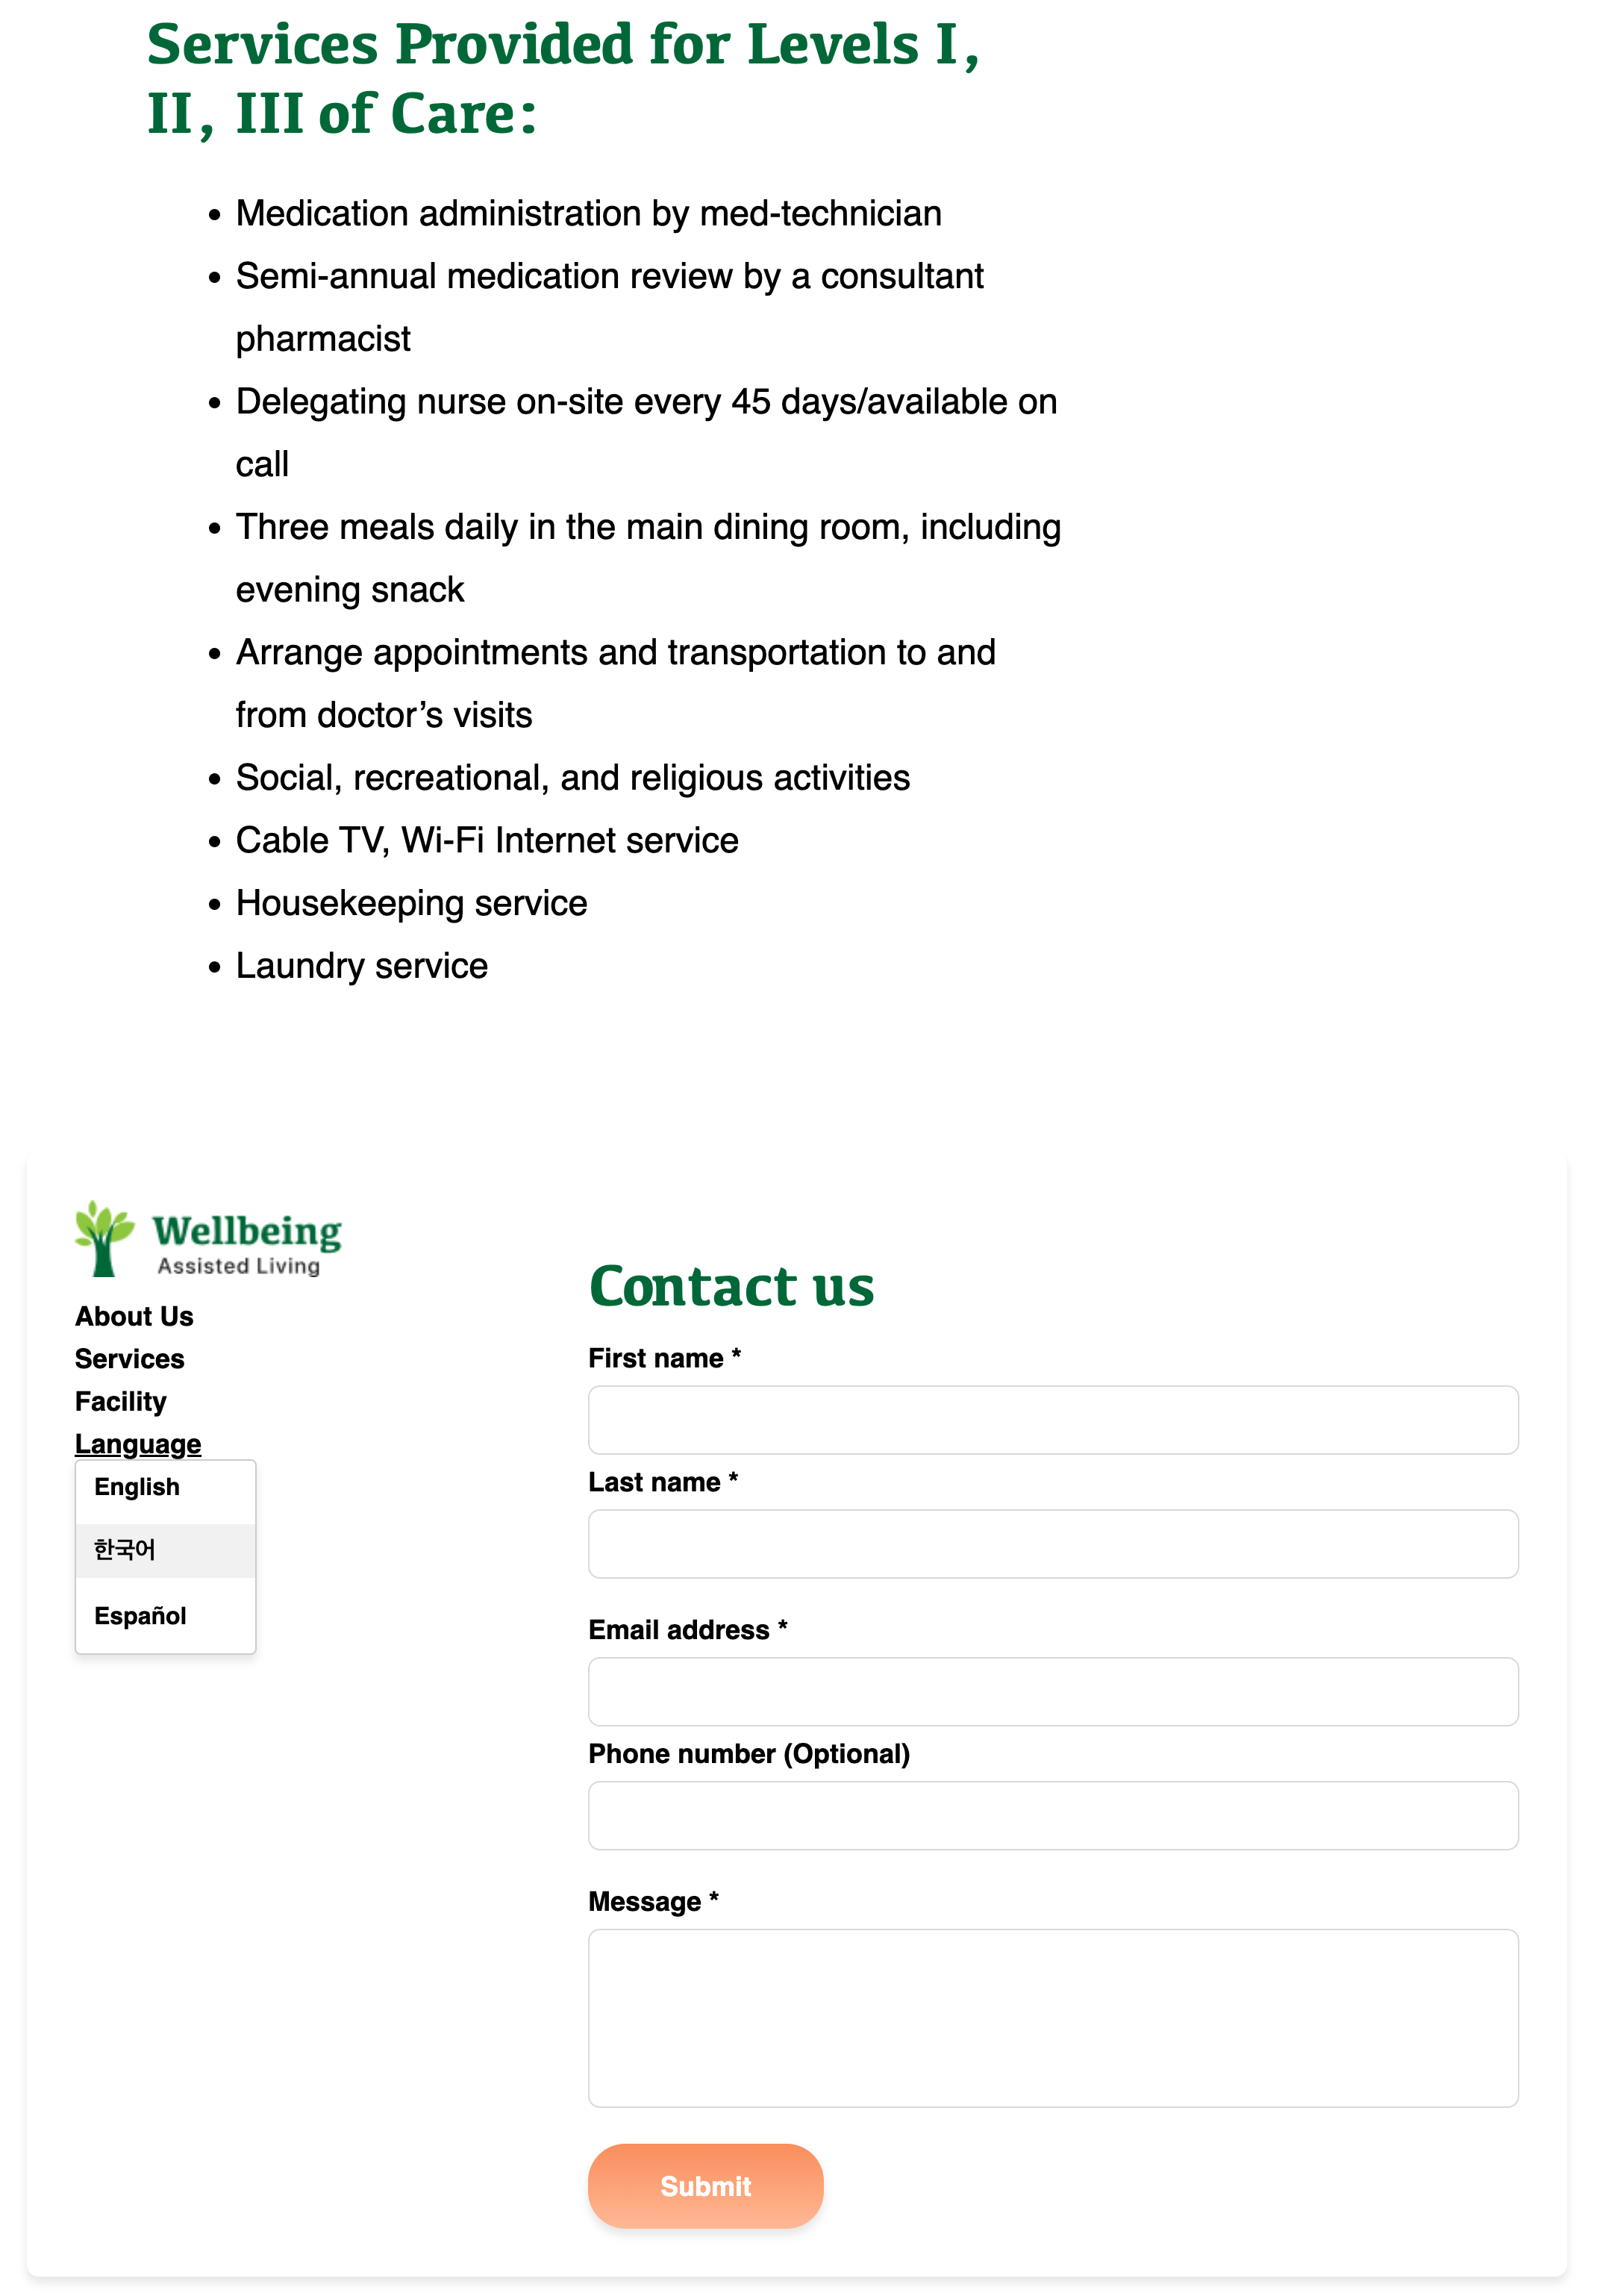 Services Provided for Levels I,
II, III of Care:
Medication administration by med-technician
Semi-annual medication review by a consultant
pharmacist
Delegating nurse on-site every 45 days/available on
call
Three meals daily in the main dining room, including
evening snack
Arrange appointments and transportation to and
from doctor’s visits
Social, recreational, and religious activities
Cable TV, Wi-Fi Internet service
Housekeeping service
Laundry service
Wellbeing
Assisted Living
About Us
Services
Facility
Language
English
한국어
Español
Contact us
First name *
Last name *
Email address *
Phone number (Optional)
Message *
Submit